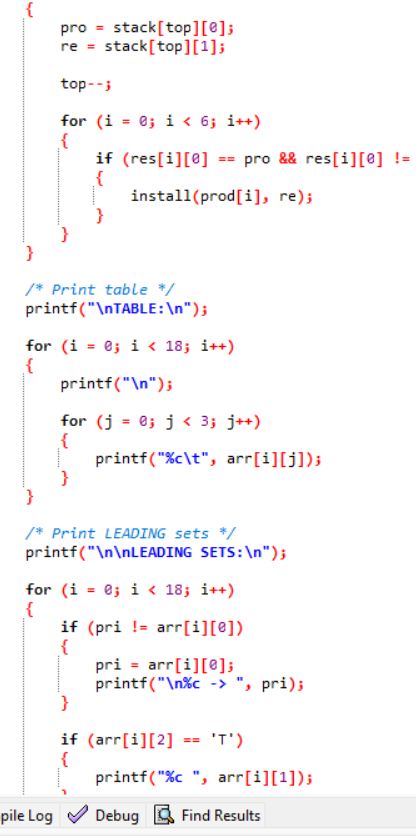 {
pro = stack[top][0];
re = stack[top][1];
top--;
for (i = 0; i < 6; i++)
{
if (res[i][0] == pro && res[i][0] !=
{
install(prod[i], re);
}
}
}
/* Print table */
printf("\nTABLE:\n");
for (i = 0; i < 18; i++)
{
printf("\n");
for (j = 0; j < 3; j++)
{
printf("%c\t", arr[i][j]);
}
}
/* Print LEADING sets */
printf("\n\nLEADING SETS:\n");
for (i = 0; i < 18; i++)
{
if (pri != arr[i][0])
{
pri = arr[i][0];
printf("\n%c -> ", pri);
}
if (arr[i][2] == 'T')
{
printf("%c ", arr[i][1]);
}
pile Log Debug Find Results